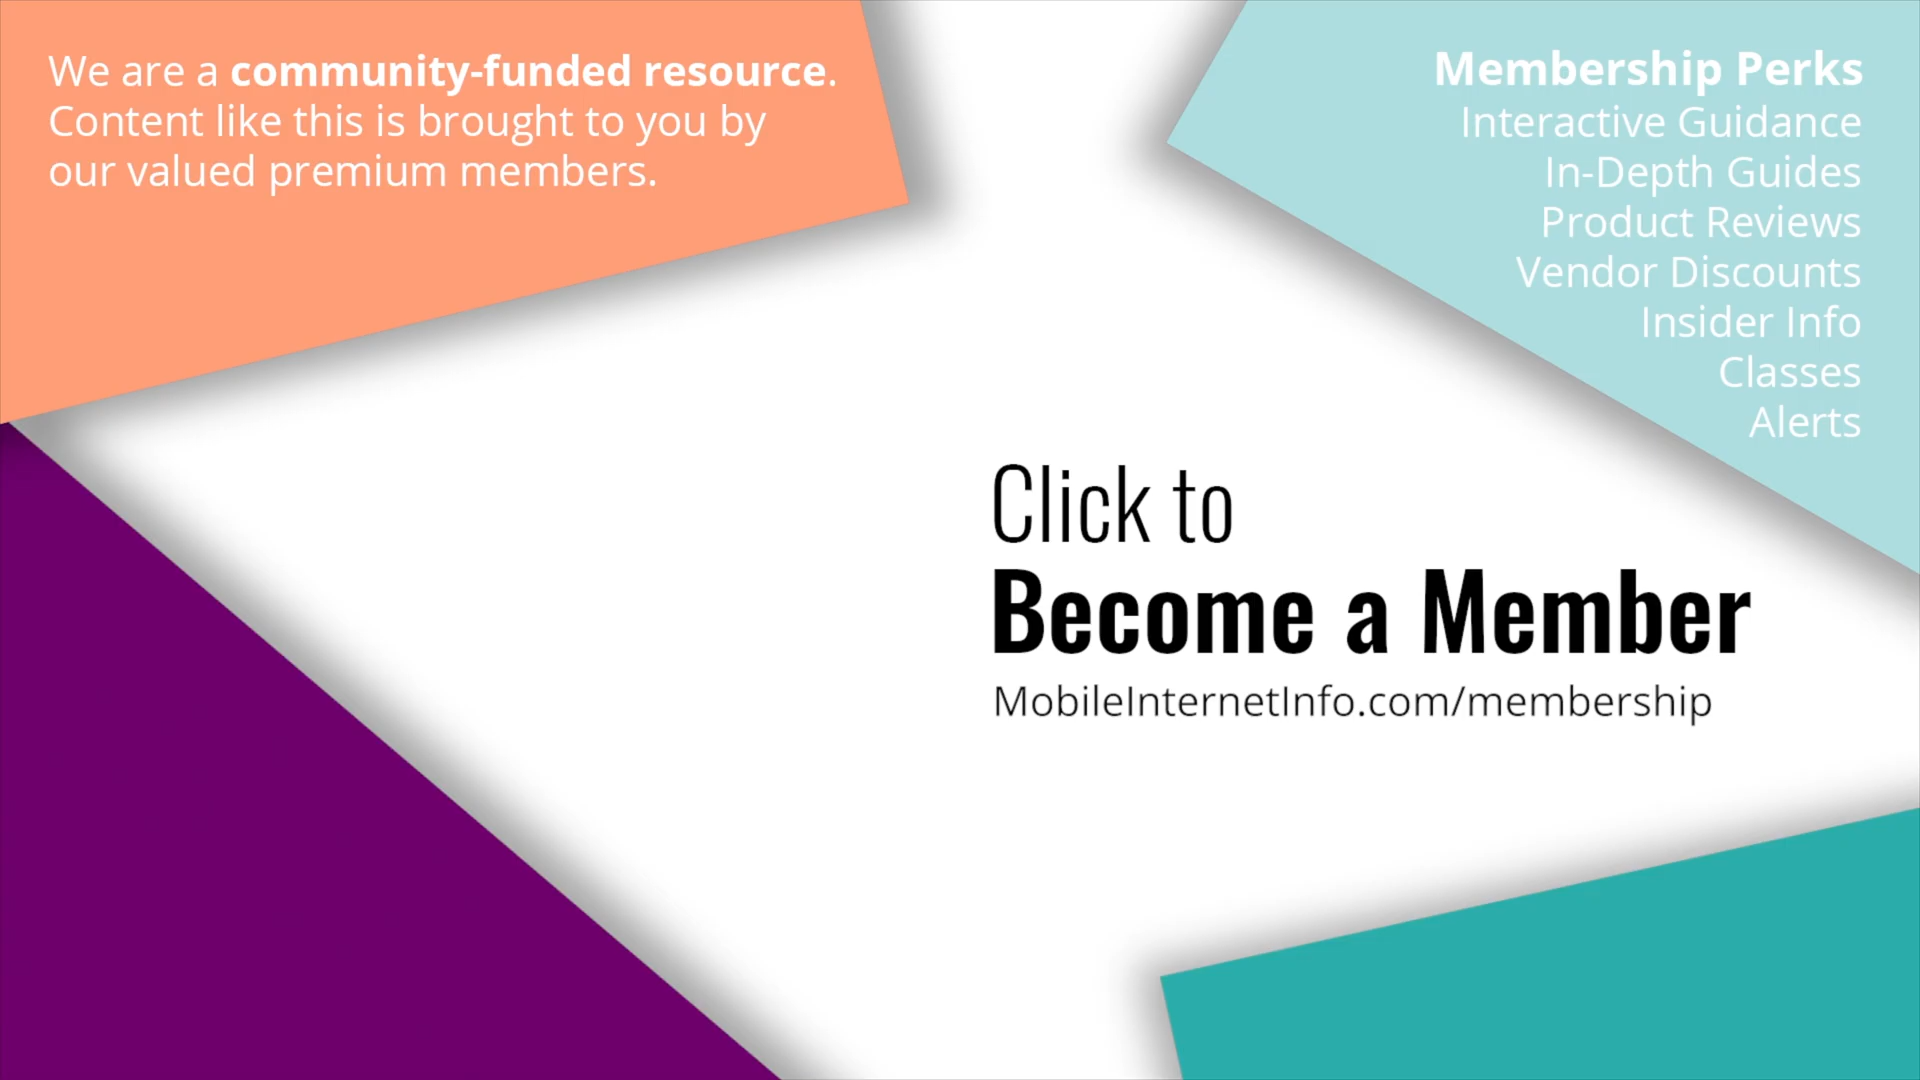 We are a community-funded resource.
Content like this is brought to you by
our valued premium members.
Membership Perks
Interactive Guidance
In-Depth Guides
Product Reviews
Vendor Discounts
Insider Info
Classes
Alerts
Click to
Become a Member
MobileInternetInfo.com/membership